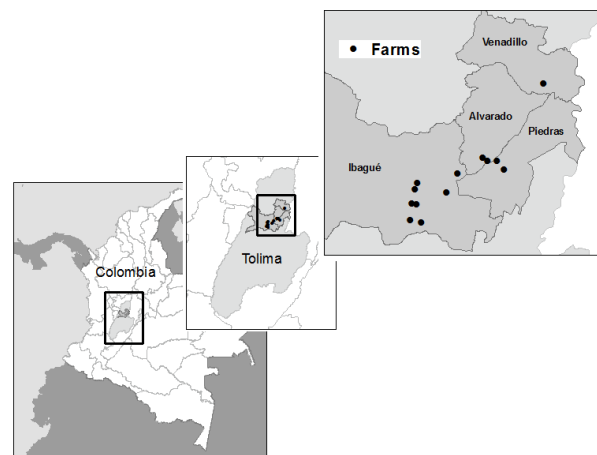 Venadillo
Farms
Alvarado
Piedras
Ibagué
Tolima
Colombia